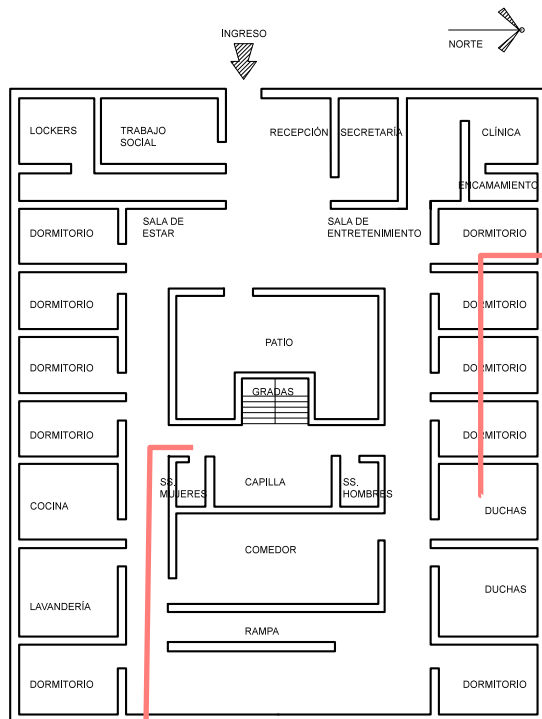 INGRESO
NORTE
LOCKERS
TRABAJO
SOCIAL
RECEPCIÓN
SECRETARÍA
CLÍNICA
ENCAMAMIENTO
SALA DE
ESTAR
SALA DE
ENTRETENIMIENTO
DORMITORIO
DORMITORIO
DORMITORIO
DORMITORIO
PATÍO
DORMITORIO
DORMITORIO
GRADAS
DORMITORIO
DORMITORIO
SS.
MUJERES
CAPILLA
SS.
HOMBRES
COCINA
DUCHAS
COMEDOR
LAVANDERÍA
DUCHAS
RAMPA
DORMITORIO
DORMITORIO